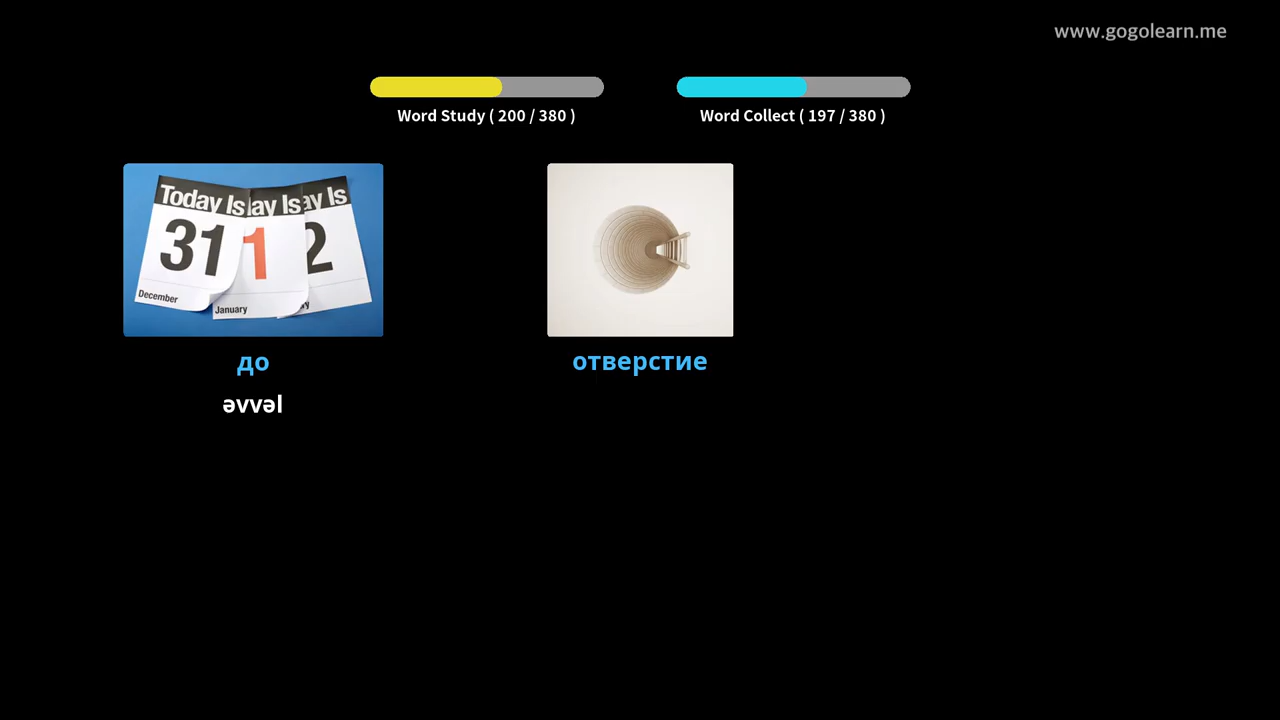 www.gogolearn.me
Word Study ( 200 / 380 )
Word Collect ( 197 / 380 )
Today Is
ay Is
ay Is
31
1
2
December
January
ry
до
отверстие
əvvəl